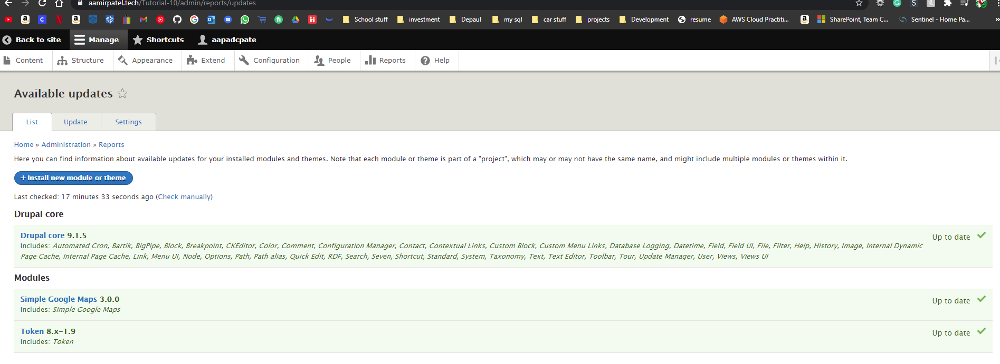 aamirpatel.tech/Tutorial-10/admin/reports/updates
School stuff investment Depaul my sql car stuff projects Development resume AWS Cloud Practiti... SharePoint, Team C... Sentinel - Home Pa... »
Back to site Manage Shortcuts aapadcpate
Content Structure Appearance Extend Configuration People Reports Help
Available updates
List Update Settings
Home » Administration » Reports
Here you can find information about available updates for your installed modules and themes. Note that each module or theme is part of a "project", which may or may not have the same name, and might include multiple modules or themes within it.
+ Install new module or theme
Last checked: 17 minutes 33 seconds ago (Check manually)
Drupal core
Drupal core 9.1.5
Up to date
Includes: Automated Cron, Bartik, BigPipe, Block, Breakpoint, CKEditor, Color, Comment, Configuration Manager, Contact, Contextual Links, Custom Block, Custom Menu Links, Database Logging, Datetime, Field, Field UI, File, Filter, Help, History, Image, Internal Dynamic
Page Cache, Internal Page Cache, Link, Menu UI, Node, Options, Path, Path alias, Quick Edit, RDF, Search, Seven, Shortcut, Standard, System, Taxonomy, Text, Text Editor, Toolbar, Tour, Update Manager, User, Views, Views UI
Modules
Simple Google Maps 3.0.0
Up to date
Includes: Simple Google Maps
Token 8.x-1.9
Up to date
Includes: Token